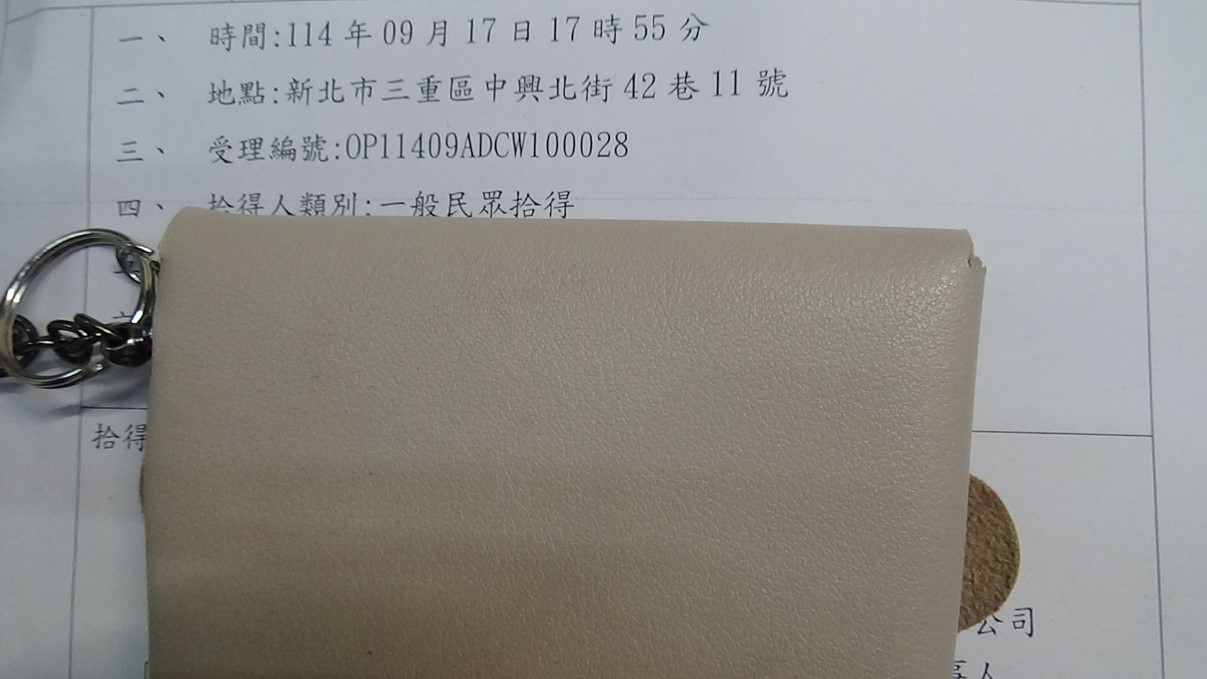 一、 時間:114 年 09 月 17 日 17 時 55 分
二、 地點:新北市三重區中興北街 42 巷 11 號
三、 受理編號:OP11409ADCW100028
四、 拾得人類別:一般民眾拾得
拾得
公司